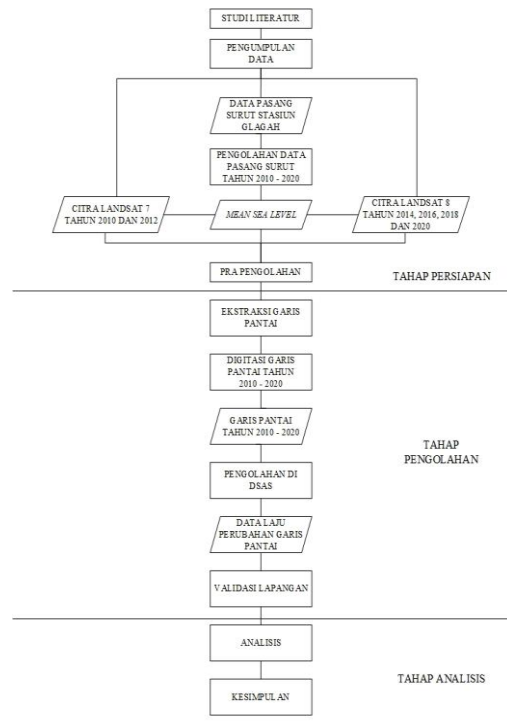 STUDI LITERATUR
PENGUMPULAN
DATA
DATA PASANG
SURUT STASIUN
GLAGAH
PENGOLAHAN DATA
PASANG SURUT
TAHUN 2010 - 2020
CITRA LANDSAT 7
TAHUN 2010 DAN 2012
MEAN SEA LEVEL
CITRA LANDSAT 8
TAHUN 2014, 2016, 2018
DAN 2020
PRA PENGOLAHAN
TAHAP PERSIAPAN
EKSTRAKSI GARIS
PANTAI
DIGITASI GARIS
PANTAI TAHUN
2010 - 2020
GARIS PANTAI
TAHUN 2010 - 2020
TAHAP
PENGOLAHAN
PENGOLAHAN DI
DSAS
DATA LAJU
PERUBAHAN GARIS
PANTAI
VALIDASI LAPANGAN
ANALISIS
TAHAP ANALISIS
KESIMPULAN